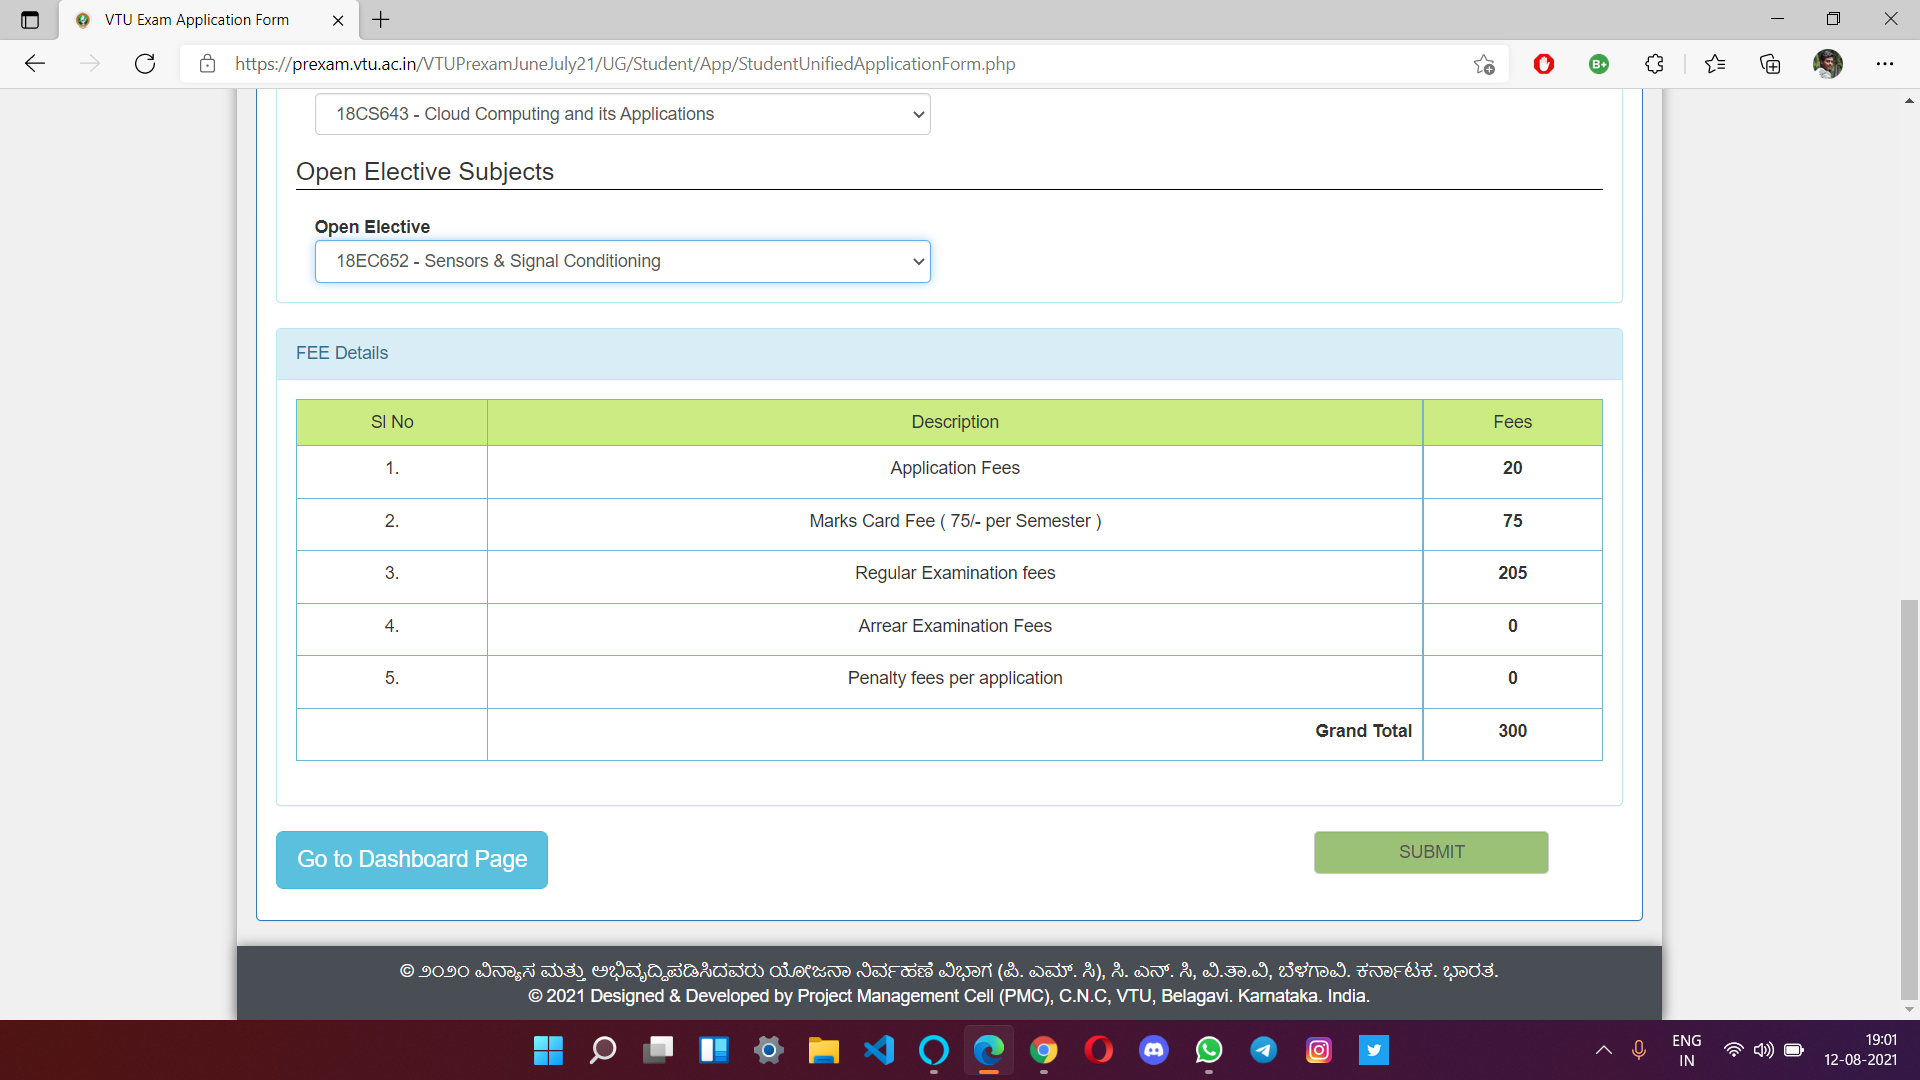 VTU Exam Application Form
https://prexam.vtu.ac.in/VTUPrexamJuneJuly21/UG/Student/App/StudentUnifiedApplicationForm.php
B+
18CS643 - Cloud Computing and its Applications
Open Elective Subjects
Open Elective
18EC652 - Sensors & Signal Conditioning
FEE Details
Sl No Description Fees
1. Application Fees 20
2. Marks Card Fee ( 75/- per Semester ) 75
3. Regular Examination fees 205
4. Arrear Examination Fees 0
5. Penalty fees per application 0
Grand Total 300
Go to Dashboard Page
SUBMIT
© ೨೦೨೦ ವಿನ್ಯಾಸ ಮತ್ತು ಅಭಿವೃದ್ಧಿಪಡಿಸಿದವರು ಯೋಜನಾ ನಿರ್ವಹಣೆ ವಿಭಾಗ (ಪಿ. ಎಮ್. ಸಿ), ಸಿ. ಎನ್. ಸಿ, ವಿ.ತಾ.ವಿ, ಬೆಳಗಾವಿ. ಕರ್ನಾಟಕ. ಭಾರತ.
© 2021 Designed & Developed by Project Management Cell (PMC), C.N.C, VTU, Belagavi. Karnataka. India.
ENG
IN
19:01
12-08-2021